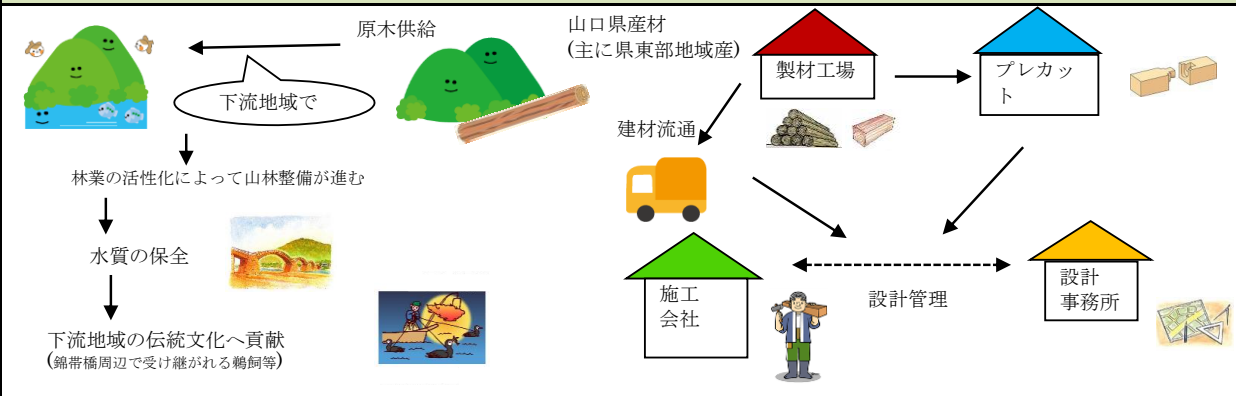 原木供給
下流地域で
林業の活性化によって山林整備が進む
水質の保全
下流地域の伝統文化へ貢献
(錦帯橋周辺で受け継がれる鵜飼等)
山口県産材
(主に県東部地域産)
製材工場
プレカッ
ト
建材流通
施工
会社
設計管理
設計
事務所